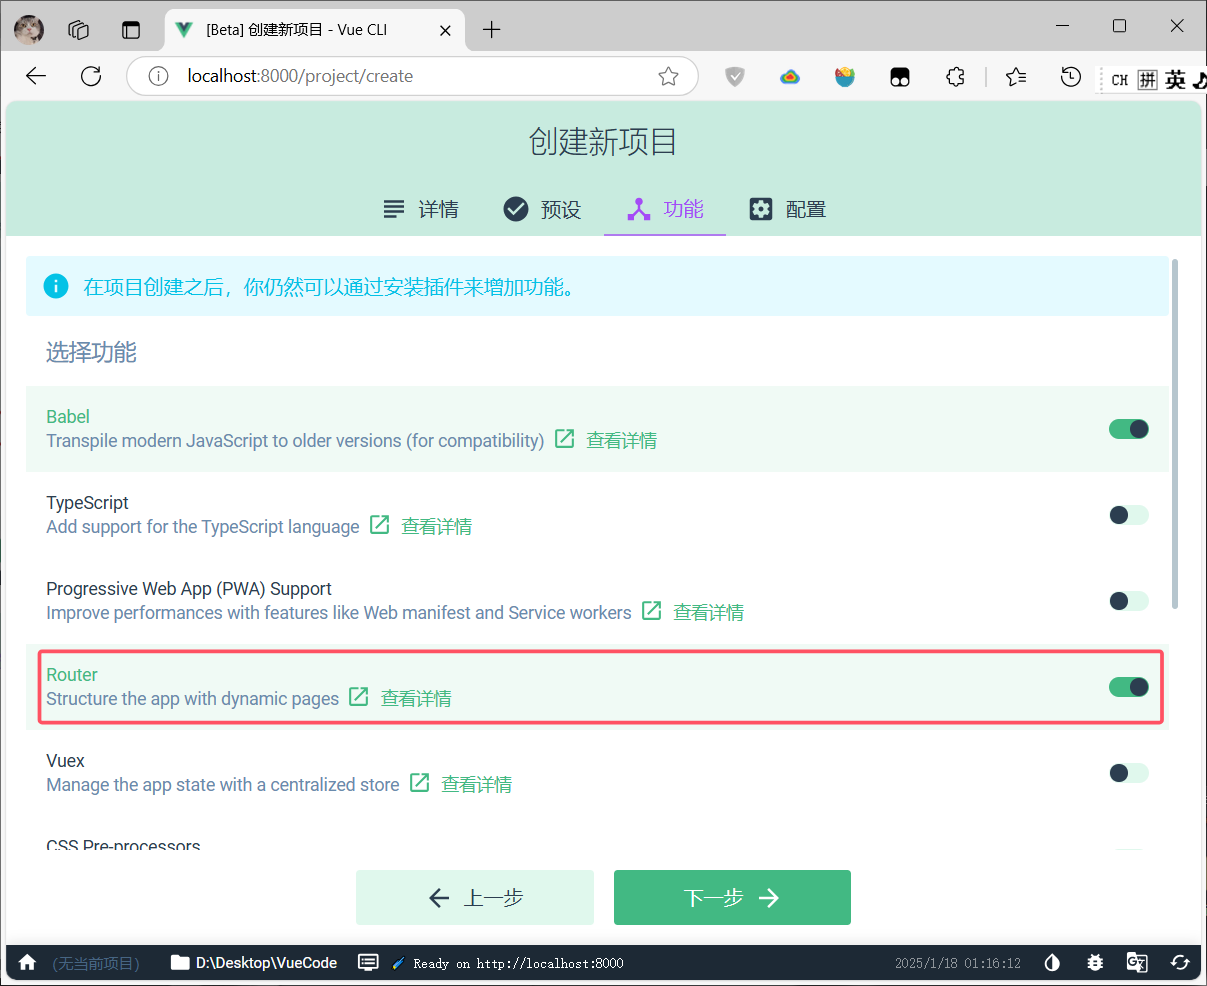 [Beta] 创建新项目 - Vue CLI
localhost:8000/project/create
CH 拼 英
创建新项目
详情 预设 功能 配置
在项目创建之后，你仍然可以通过安装插件来增加功能。
选择功能
Babel
Transpile modern JavaScript to older versions (for compatibility) 查看详情
TypeScript
Add support for the TypeScript language 查看详情
Progressive Web App (PWA) Support
Improve performances with features like Web manifest and Service workers 查看详情
Router
Structure the app with dynamic pages 查看详情
Vuex
Manage the app state with a centralized store 查看详情
CSS Pre-processors
上一步 下一步
(无当前项目) D:\Desktop\VueCode Ready on http://localhost:8000 2025/1/18 01:16:12